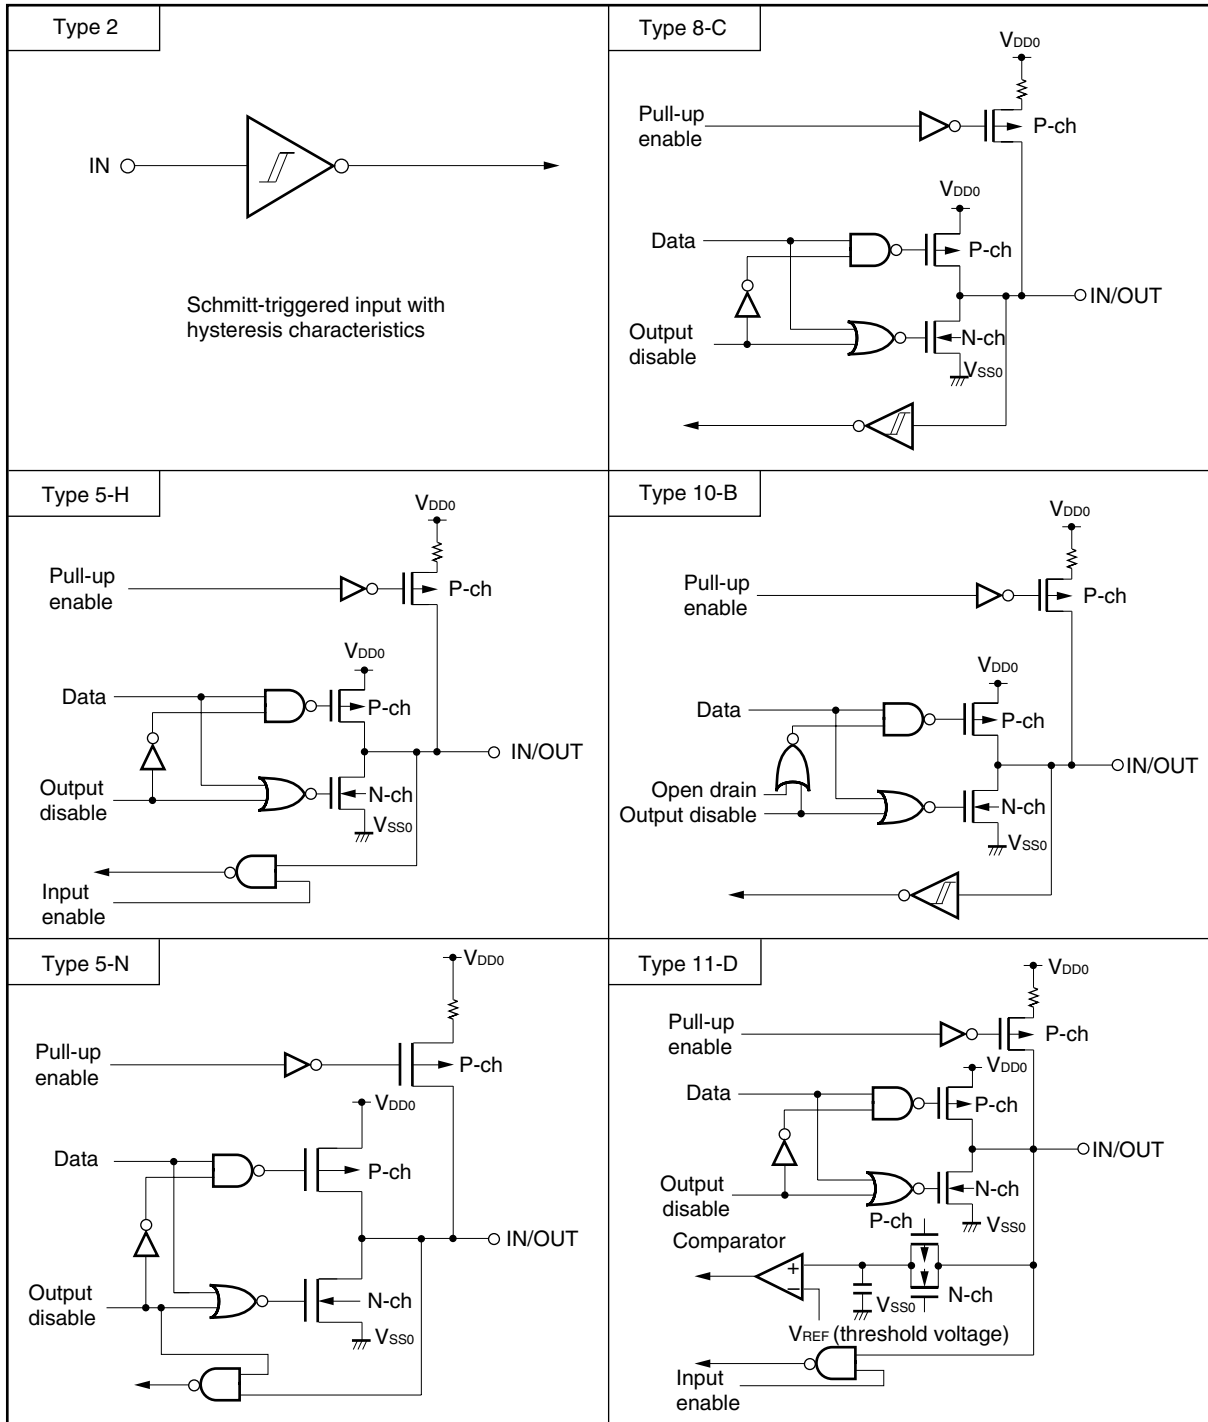 Type 2
IN
Schmitt-triggered input with
hysteresis characteristics
Type 8-C
VDD0
Pull-up
enable
P-ch
VDD0
Data
P-ch
IN/OUT
Output
disable
N-ch
VSS0
Type 5-H
VDD0
Pull-up
enable
P-ch
VDD0
Data
P-ch
IN/OUT
Output
disable
N-ch
VSS0
Input
enable
Type 10-B
VDD0
Pull-up
enable
P-ch
VDD0
Data
P-ch
IN/OUT
Open drain
Output disable
N-ch
VSS0
Type 5-N
VDD0
Pull-up
enable
P-ch
VDD0
Data
P-ch
IN/OUT
Output
disable
N-ch
VSS0
Type 11-D
VDD0
Pull-up
enable
P-ch
VDD0
Data
P-ch
IN/OUT
Output
disable
N-ch
VSS0
P-ch
Comparator
+
−
VSS0
N-ch
VREF (threshold voltage)
Input
enable